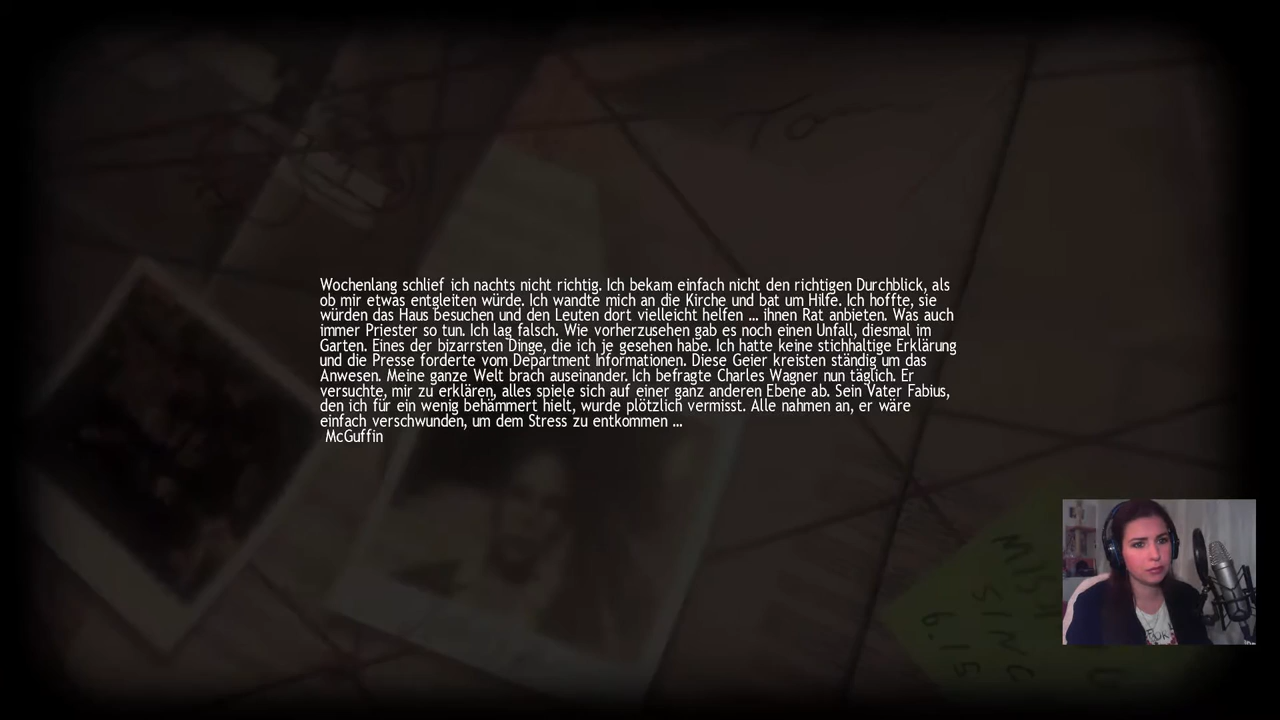 Wochenlang schlief ich nachts nicht richtig. Ich bekam einfach nicht den richtigen Durchblick, als
ob mir etwas entgleiten würde. Ich wandte mich an die Kirche und bat um Hilfe. Ich hoffte, sie
würden das Haus besuchen und den Leuten dort vielleicht helfen ... ihnen Rat anbieten. Was auch
immer Priester so tun. Ich lag falsch. Wie vorherzusehen gab es noch einen Unfall, diesmal im
Garten. Eines der bizarrsten Dinge, die ich je gesehen habe. Ich hatte keine stichhaltige Erklärung
und die Presse forderte vom Department Informationen. Diese Geier kreisten ständig um das
Anwesen. Meine ganze Welt brach auseinander. Ich befragte Charles Wagner nun täglich. Er
versuchte, mir zu erklären, alles spiele sich auf einer ganz anderen Ebene ab. Sein Vater Fabius,
den ich für ein wenig behämmert hielt, wurde plötzlich vermisst. Alle nahmen an, er wäre
einfach verschwunden, um dem Stress zu entkommen ...
McGuffin